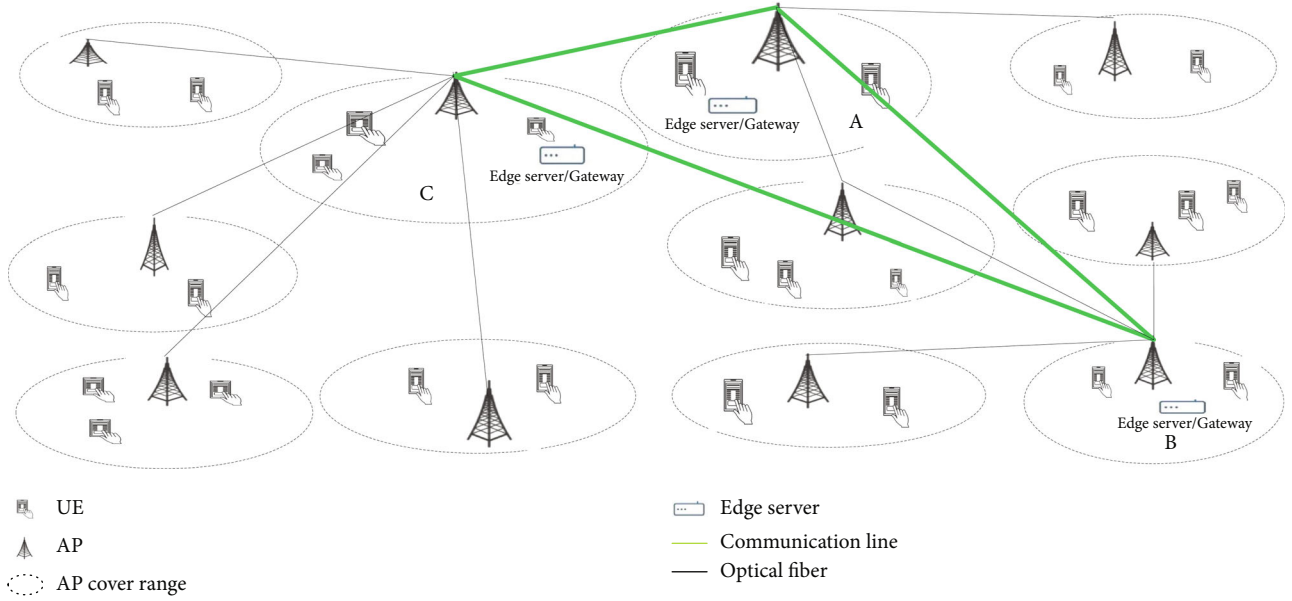 Edge server/Gateway
A
Edge server/Gateway
C
Edge server/Gateway
B
UE
AP
AP cover range
Edge server
Communication line
Optical fiber